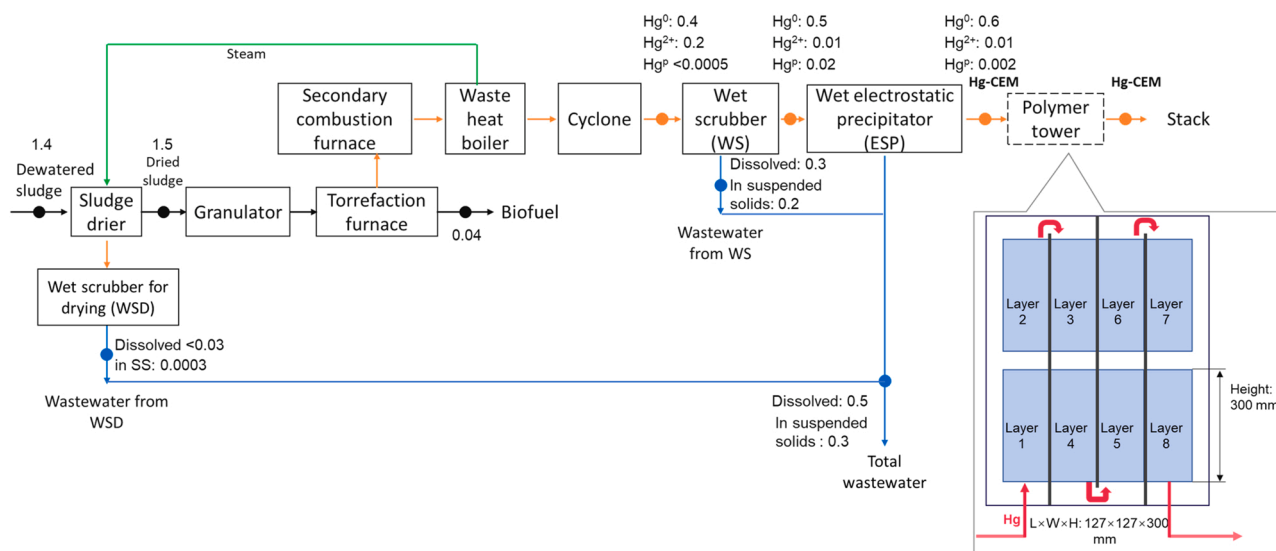 Hg⁰: 0.4
Hg²⁺: 0.2
Hgᵖ <0.0005
Hg⁰: 0.5
Hg²⁺: 0.01
Hgᵖ: 0.02
Hg⁰: 0.6
Hg²⁺: 0.01
Hgᵖ: 0.002
Hg-CEM
Hg-CEM
Steam
Secondary
combustion
furnace
Waste
heat
boiler
Cyclone
Wet
scrubber
(WS)
Wet electrostatic
precipitator
(ESP)
Polymer
tower
Stack
1.4
Dewatered
sludge
1.5
Dried
sludge
Sludge
drier
Granulator
Torrefaction
furnace
Biofuel
0.04
Dissolved: 0.3
In suspended
solids: 0.2
Wastewater
from WS
Wet scrubber for
drying (WSD)
Dissolved <0.03
in SS: 0.0003
Wastewater from
WSD
Dissolved: 0.5
In suspended
solids : 0.3
Total
wastewater
Layer
2
Layer
3
Layer
6
Layer
7
Layer
1
Layer
4
Layer
5
Layer
8
Height:
300 mm
Hg
L×W×H: 127×127×300
mm